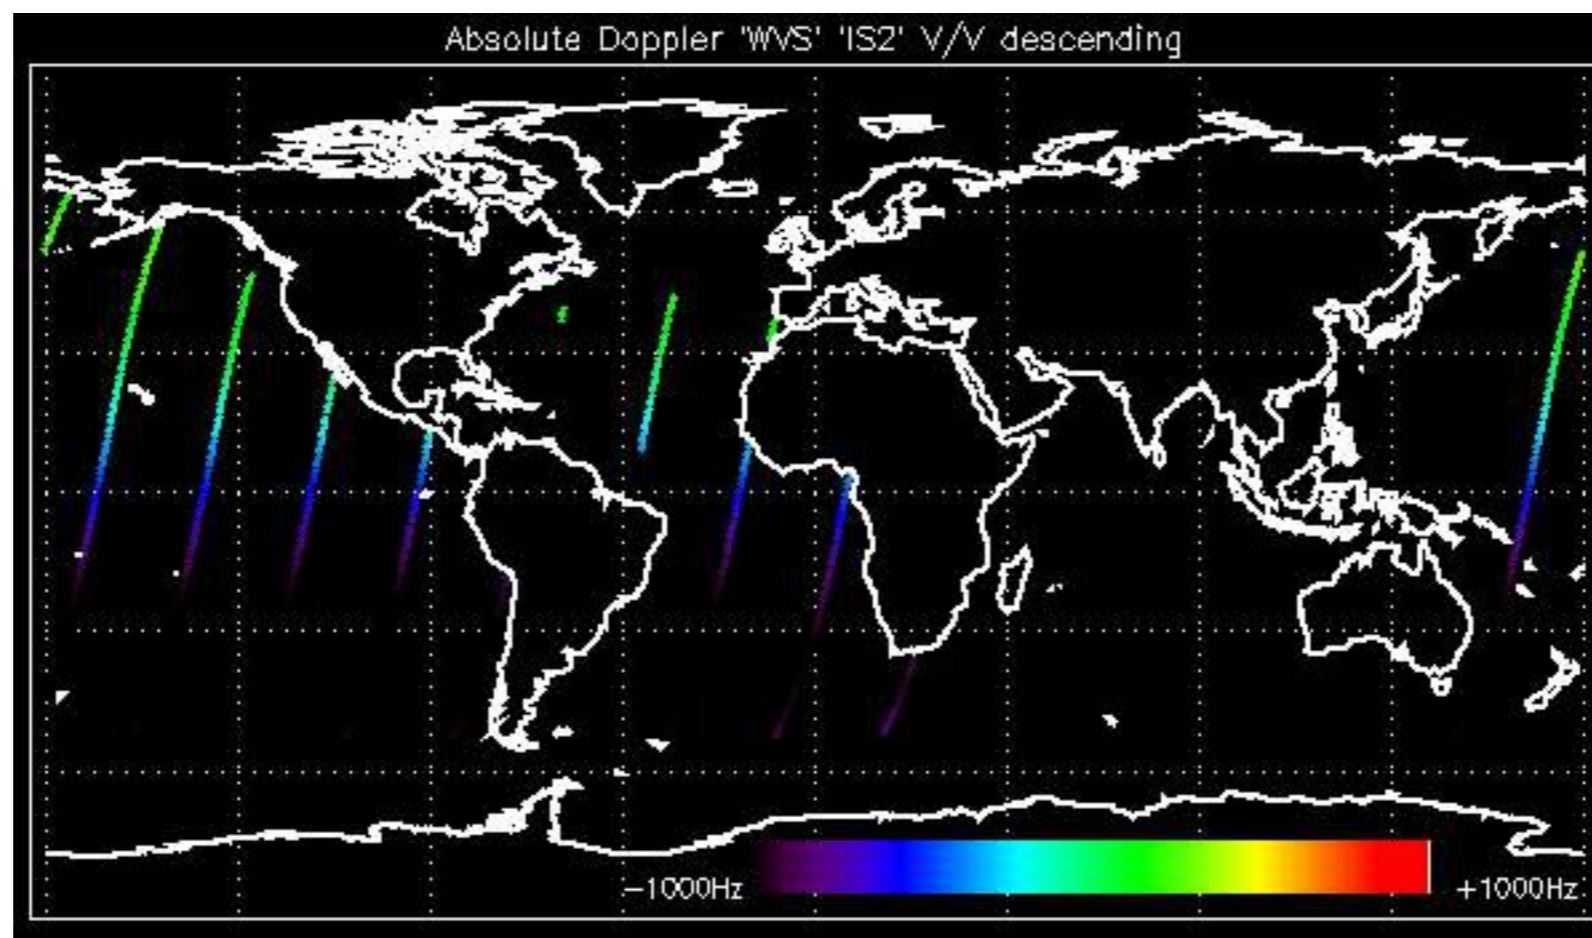 Absolute Doppler 'WVS' 'IS2' V/V descending
−1000Hz +1000Hz